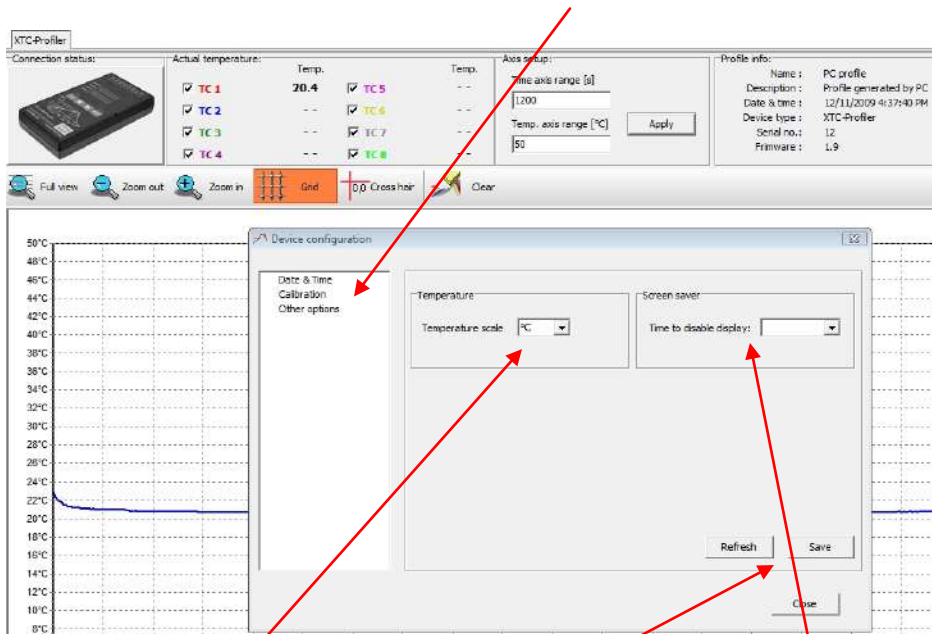 XTC-Profiler
Connection status:
Actual temperature:
Temp.
Temp.
TC 1 20.4 TC 5 --
TC 2 -- TC 6 --
TC 3 -- TC 7 --
TC 4 -- TC 8 --
Axis setup:
Time axis range [s]
1200
Temp. axis range [°C]
50
Apply
Profile info:
Name : PC profile
Description : Profile generated by PC
Date & time : 12/11/2009 4:37:40 PM
Device type : XTC-Profiler
Serial no.: 12
Frimware : 1.9
Full view Zoom out Zoom in Grid 0,0 Cross hair Clear
Device configuration
Date & Time
Calibration
Other options
Temperature
Temperature scale °C
Screen saver
Time to disable display:
Refresh Save
Close
50°C
48°C
46°C
44°C
42°C
40°C
38°C
36°C
34°C
32°C
30°C
28°C
26°C
24°C
22°C
20°C
18°C
16°C
14°C
12°C
10°C
8°C